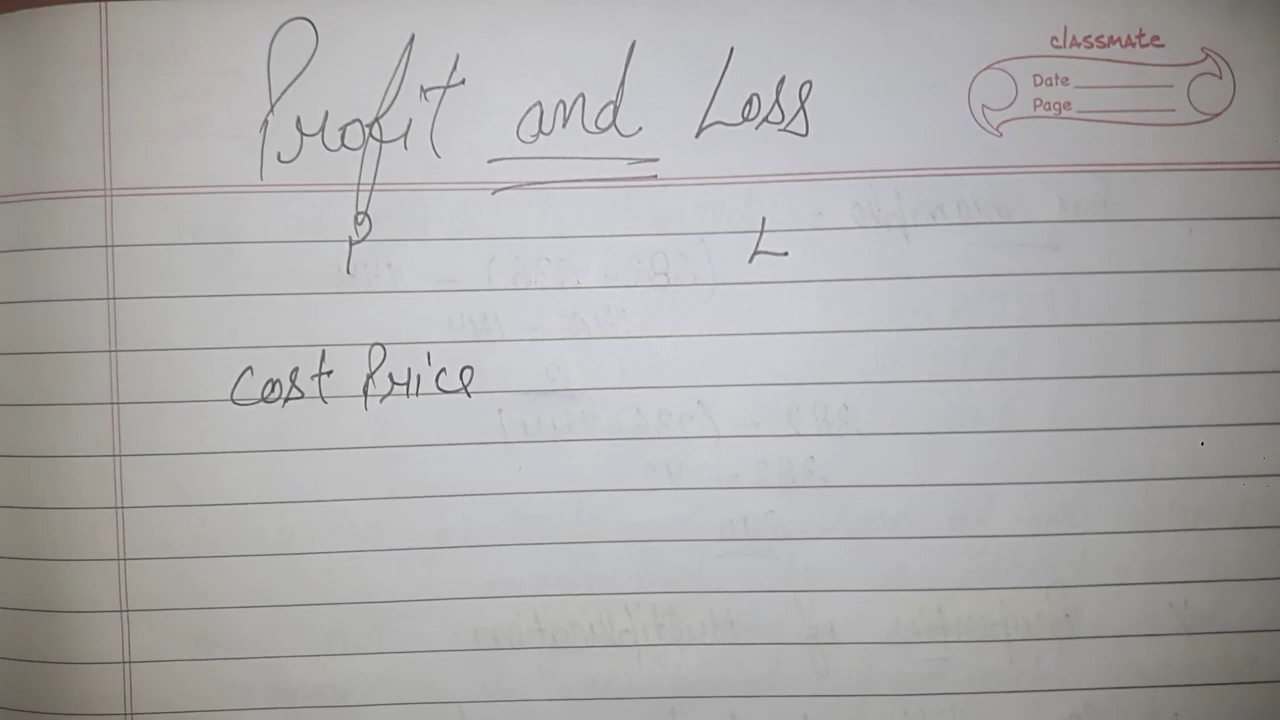 classmate
Date
Page
Profit and Loss
P L
Cost Price